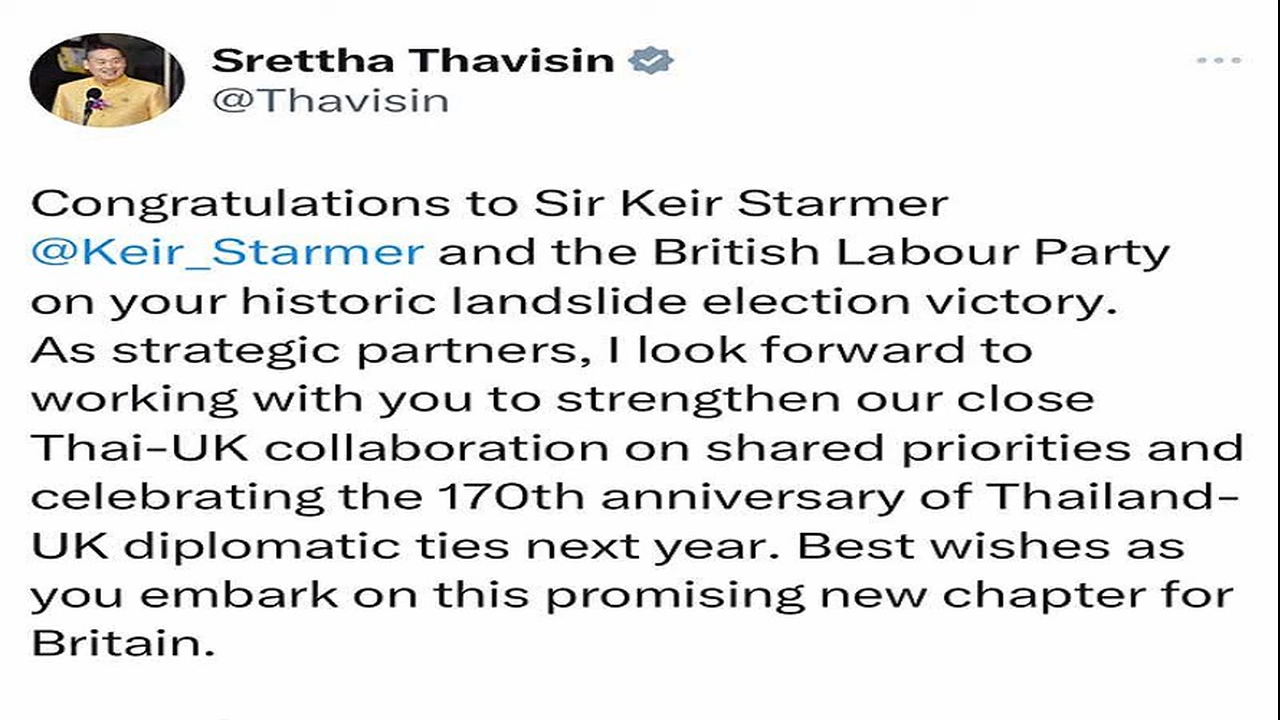 Srettha Thavisin
@Thavisin
Congratulations to Sir Keir Starmer
@Keir_Starmer and the British Labour Party
on your historic landslide election victory.
As strategic partners, I look forward to
working with you to strengthen our close
Thai-UK collaboration on shared priorities and
celebrating the 170th anniversary of Thailand-
UK diplomatic ties next year. Best wishes as
you embark on this promising new chapter for
Britain.